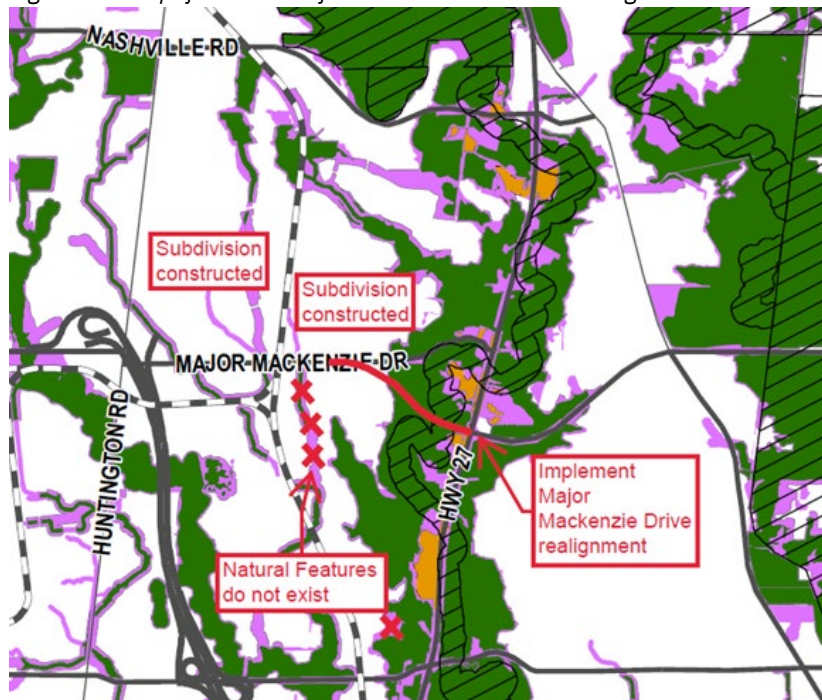 NASHVILLE RD
Subdivision
constructed
Subdivision
constructed
MAJOR MACKENZIE DR
HUNTINGTON RD
HWY 27
Implement
Major
Mackenzie Drive
realignment
Natural Features
do not exist